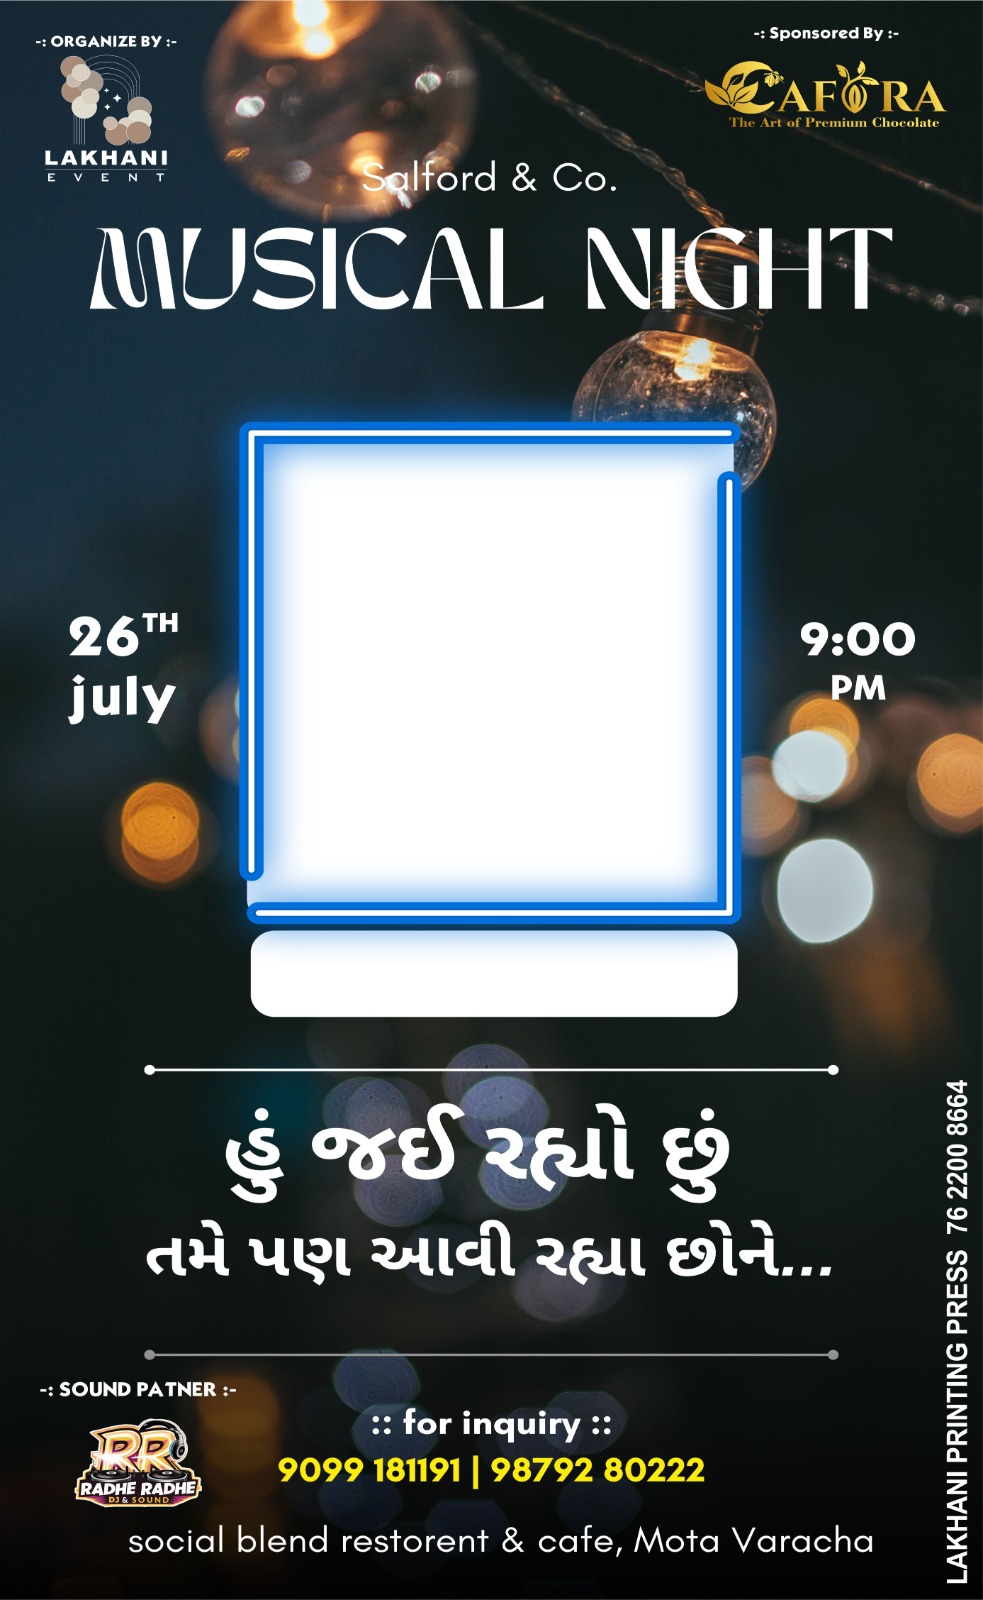 -: ORGANIZE BY :-
LAKHANI
EVENT
-: Sponsored By :-
CAFORA
The Art of Premium Chocolate
Salford & Co.
MUSICAL NIGHT
26TH
july
9:00
PM
હું જઈ રહ્યો છું
તમે પણ આવી રહ્યા છોને...
-: SOUND PATNER :-
RR
RADHE RADHE
DJ & SOUND
:: for inquiry ::
9099 181191 | 98792 80222
social blend restorent & cafe, Mota Varacha
LAKHANI PRINTING PRESS 76 2200 8664